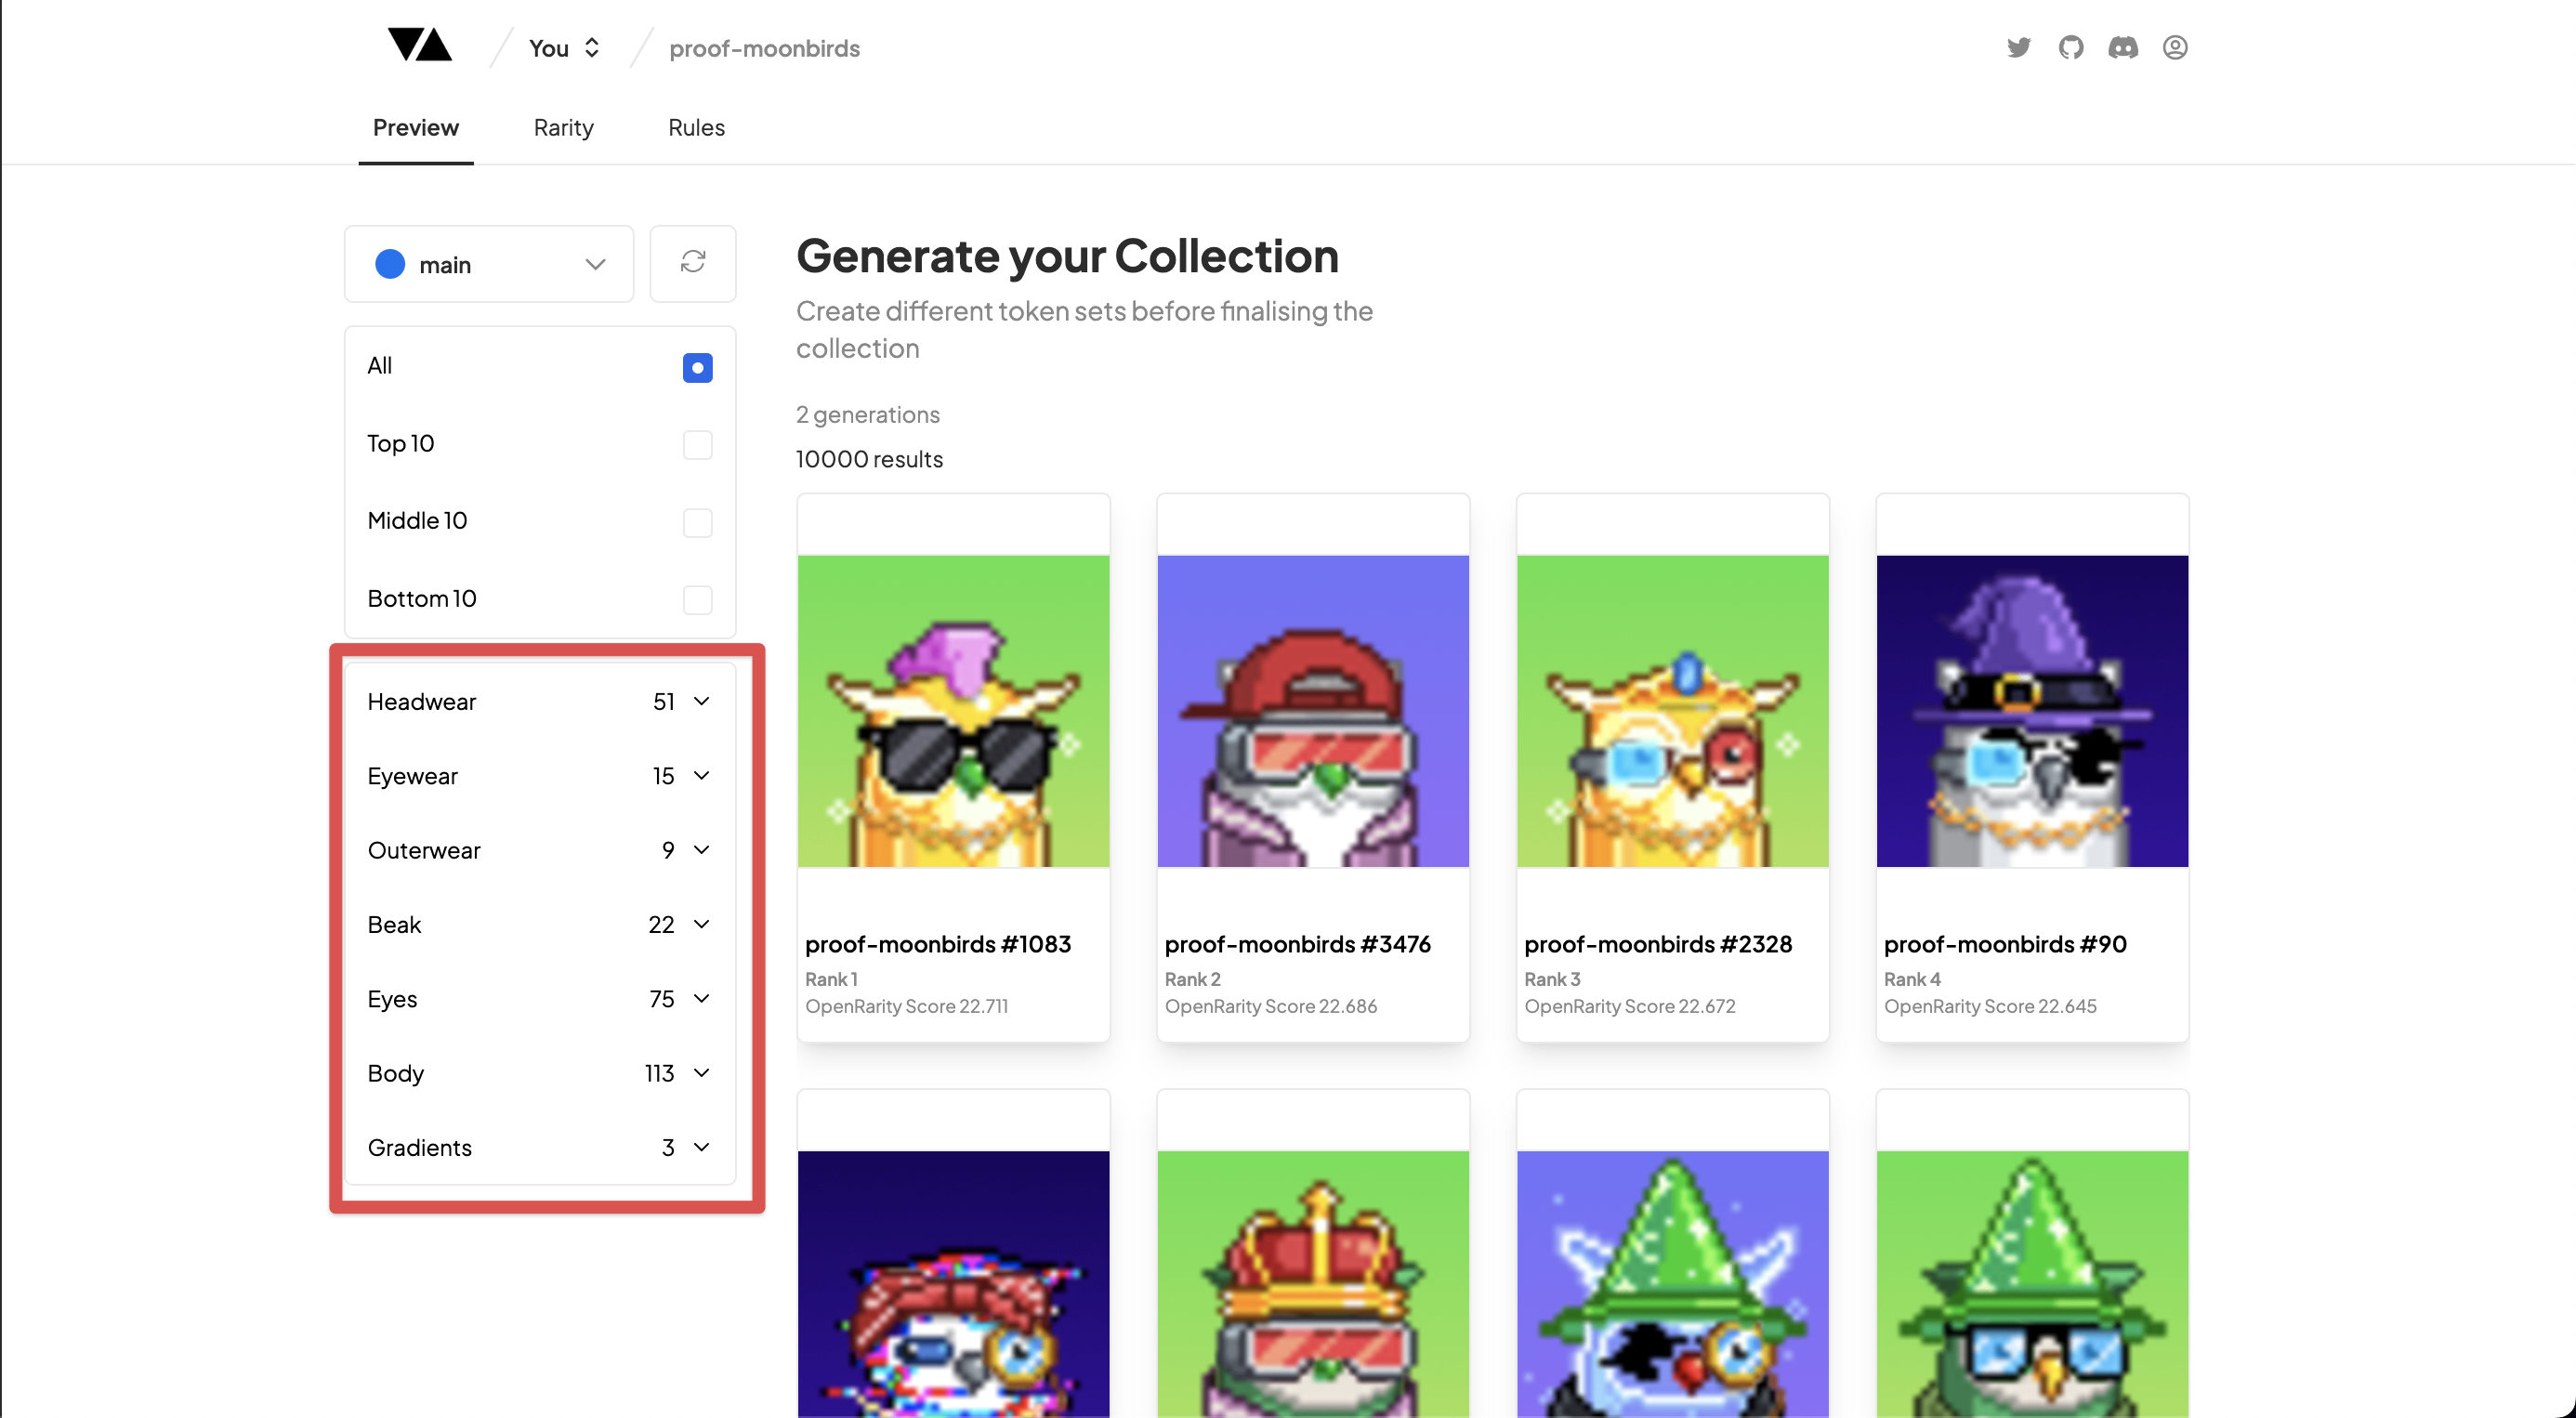 You
proof-moonbirds
Preview
Rarity
Rules
main
All
Top 10
Middle 10
Bottom 10
Headwear 51
Eyewear 15
Outerwear 9
Beak 22
Eyes 75
Body 113
Gradients 3
Generate your Collection
Create different token sets before finalising the
collection
2 generations
10000 results
proof-moonbirds #1083
Rank 1
OpenRarity Score 22.711
proof-moonbirds #3476
Rank 2
OpenRarity Score 22.686
proof-moonbirds #2328
Rank 3
OpenRarity Score 22.672
proof-moonbirds #90
Rank 4
OpenRarity Score 22.645